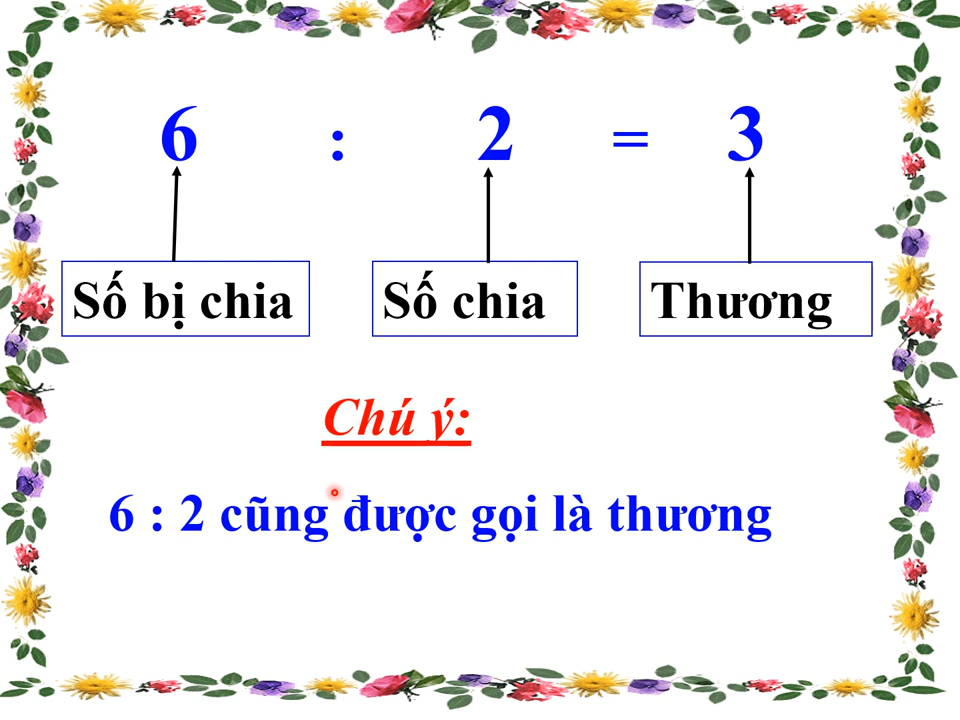 6 : 2 = 3
Số bị chia Số chia Thương
Chú ý:
6 : 2 cũng được gọi là thương